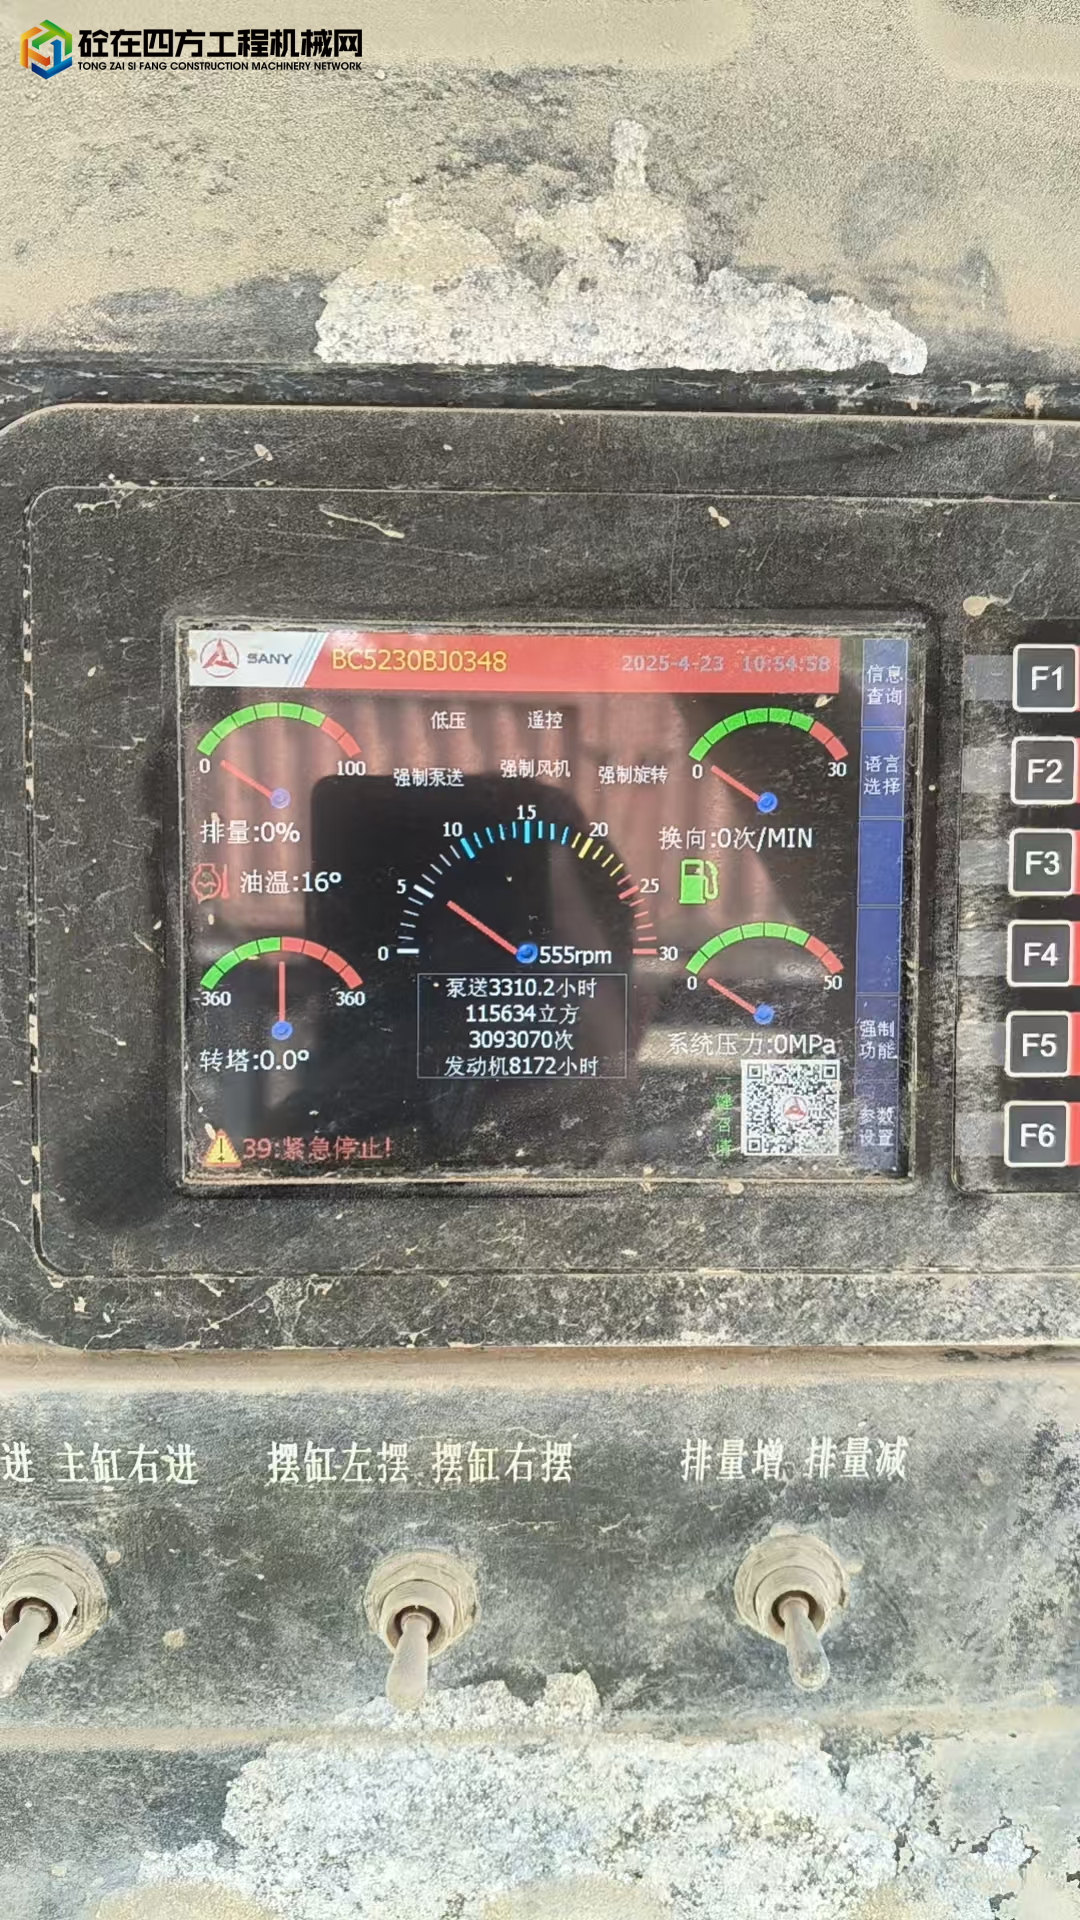 砼在四方工程机械网
TONG ZAI SI FANG CONSTRUCTION MACHINERY NETWORK
SANY BC5230BJ0348 2025-4-23 10:54:58
信息
查询
F1
低压 遥控
0 100
强制泵送 强制风机 强制旋转
0 30
语言
选择
F2
排量:0%
换向:0次/MIN
油温:16°
F3
0 5 10 15 20 25 30
555rpm
F4
-360 360
0 50
泵送3310.2小时
115634立方
3093070次
发动机8172小时
转塔:0.0°
系统压力:0MPa
强制
功能
F5
39:紧急停止!
参数
设置
F6
进 主缸右进 摆缸左摆 摆缸右摆 排量增 排量减